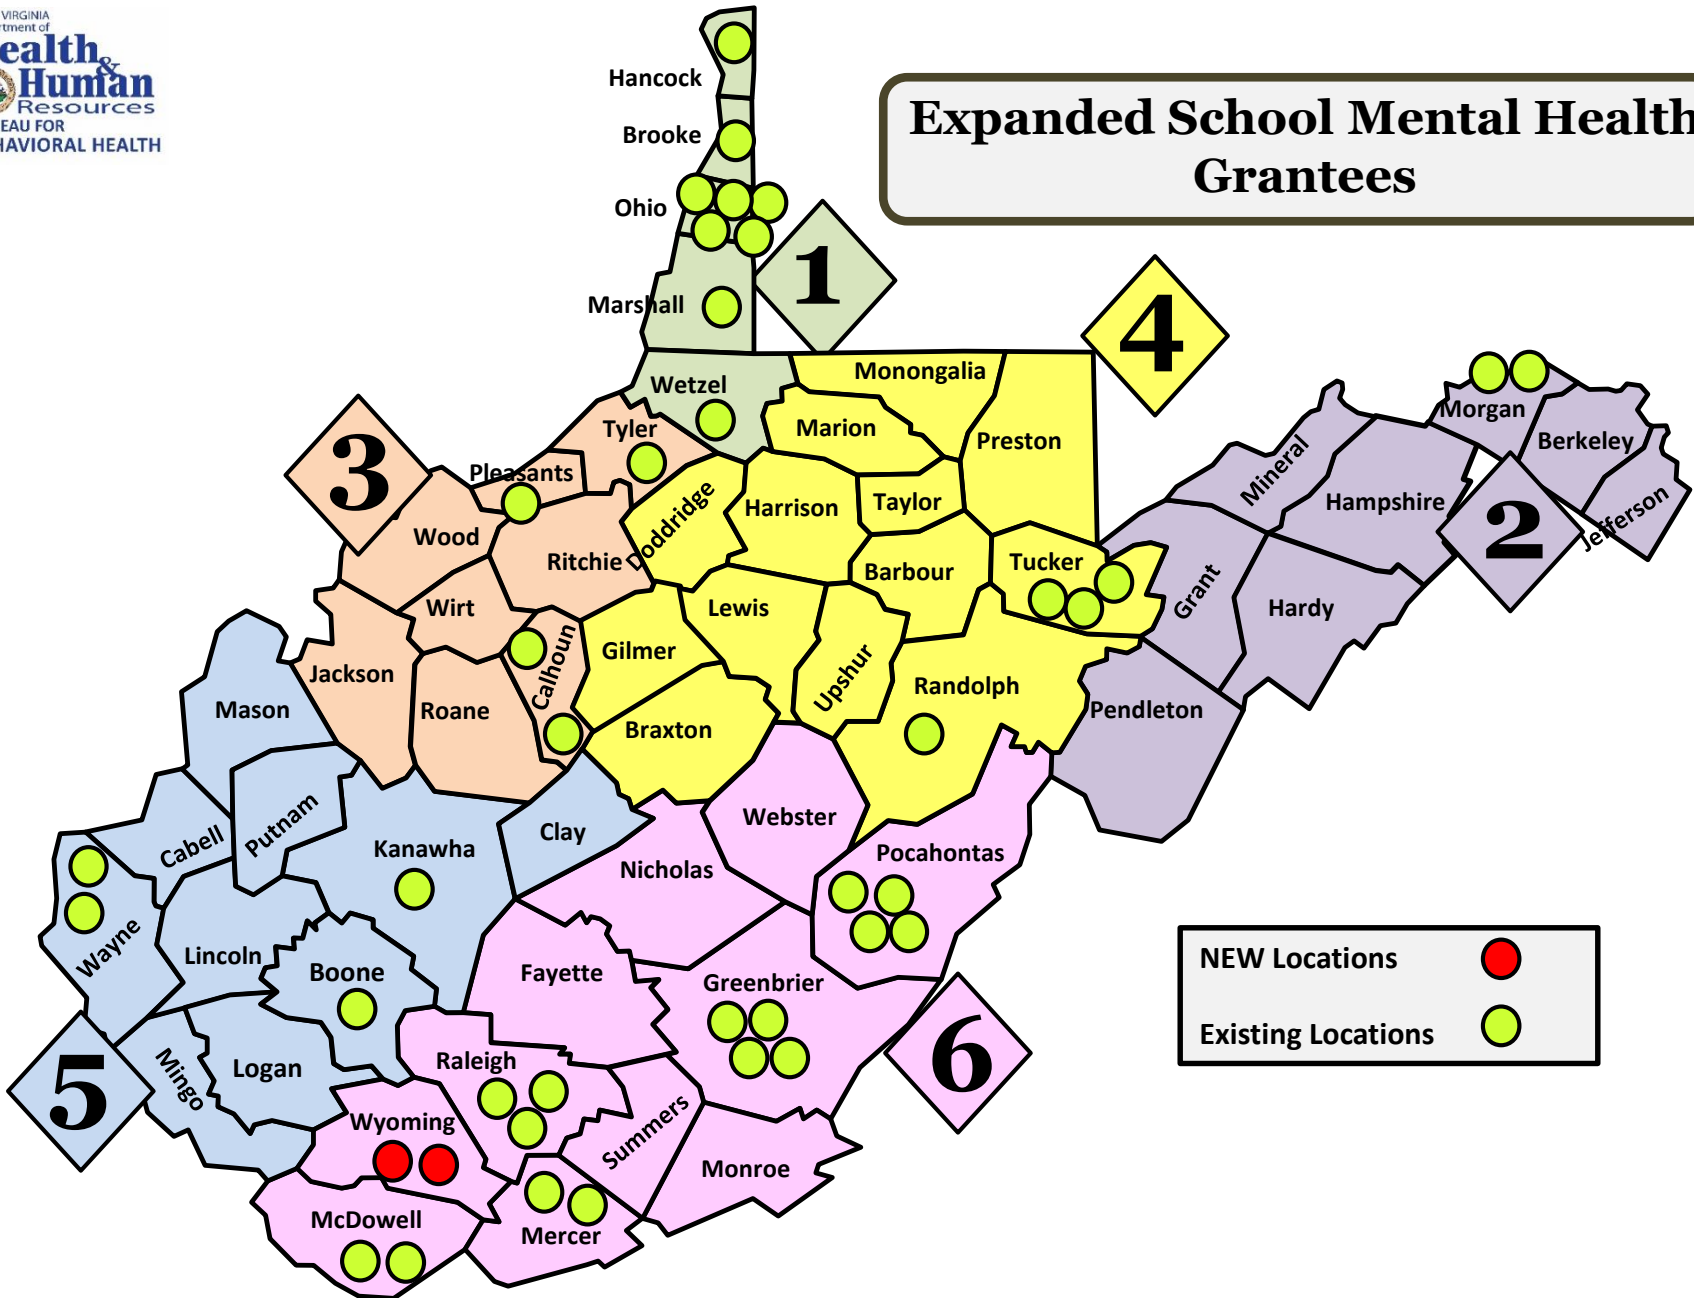 VIRGINIA
rtment of
ealth
&
Human
Resources
EAU FOR
HAVIORAL HEALTH
Expanded School Mental Health
Grantees
Hancock
Brooke
Ohio
Marshall
1
4
Wetzel
Monongalia
Marion
Preston
Morgan
Berkeley
Tyler
3
Pleasants
Mineral
Hampshire
Jefferson
2
Doddridge
Harrison
Taylor
Wood
Ritchie
Barbour
Tucker
Grant
Hardy
Wirt
Lewis
Calhoun
Gilmer
Upshur
Jackson
Randolph
Mason
Roane
Braxton
Pendleton
Putnam
Cabell
Kanawha
Clay
Webster
Pocahontas
Nicholas
Wayne
Lincoln
Boone
Fayette
Greenbrier
NEW Locations
Existing Locations
5
Mingo
Logan
Raleigh
6
Wyoming
Summers
Monroe
McDowell
Mercer